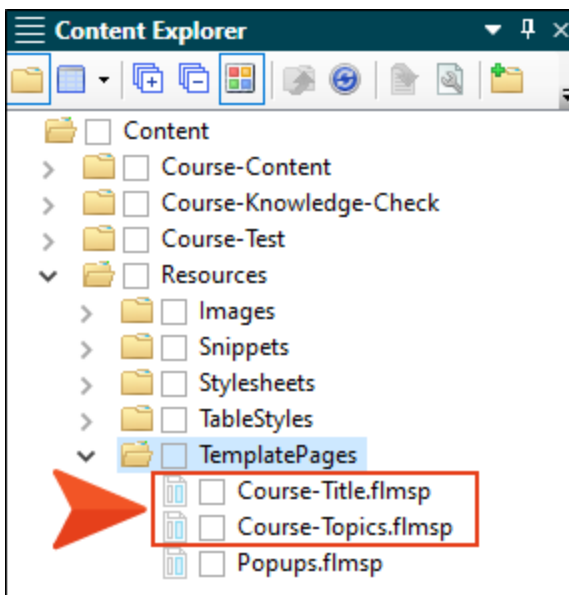 Content Explorer
Content
Course-Content
Course-Knowledge-Check
Course-Test
Resources
Images
Snippets
Stylesheets
TableStyles
TemplatePages
Course-Title.flmsp
Course-Topics.flmsp
Popups.flmsp